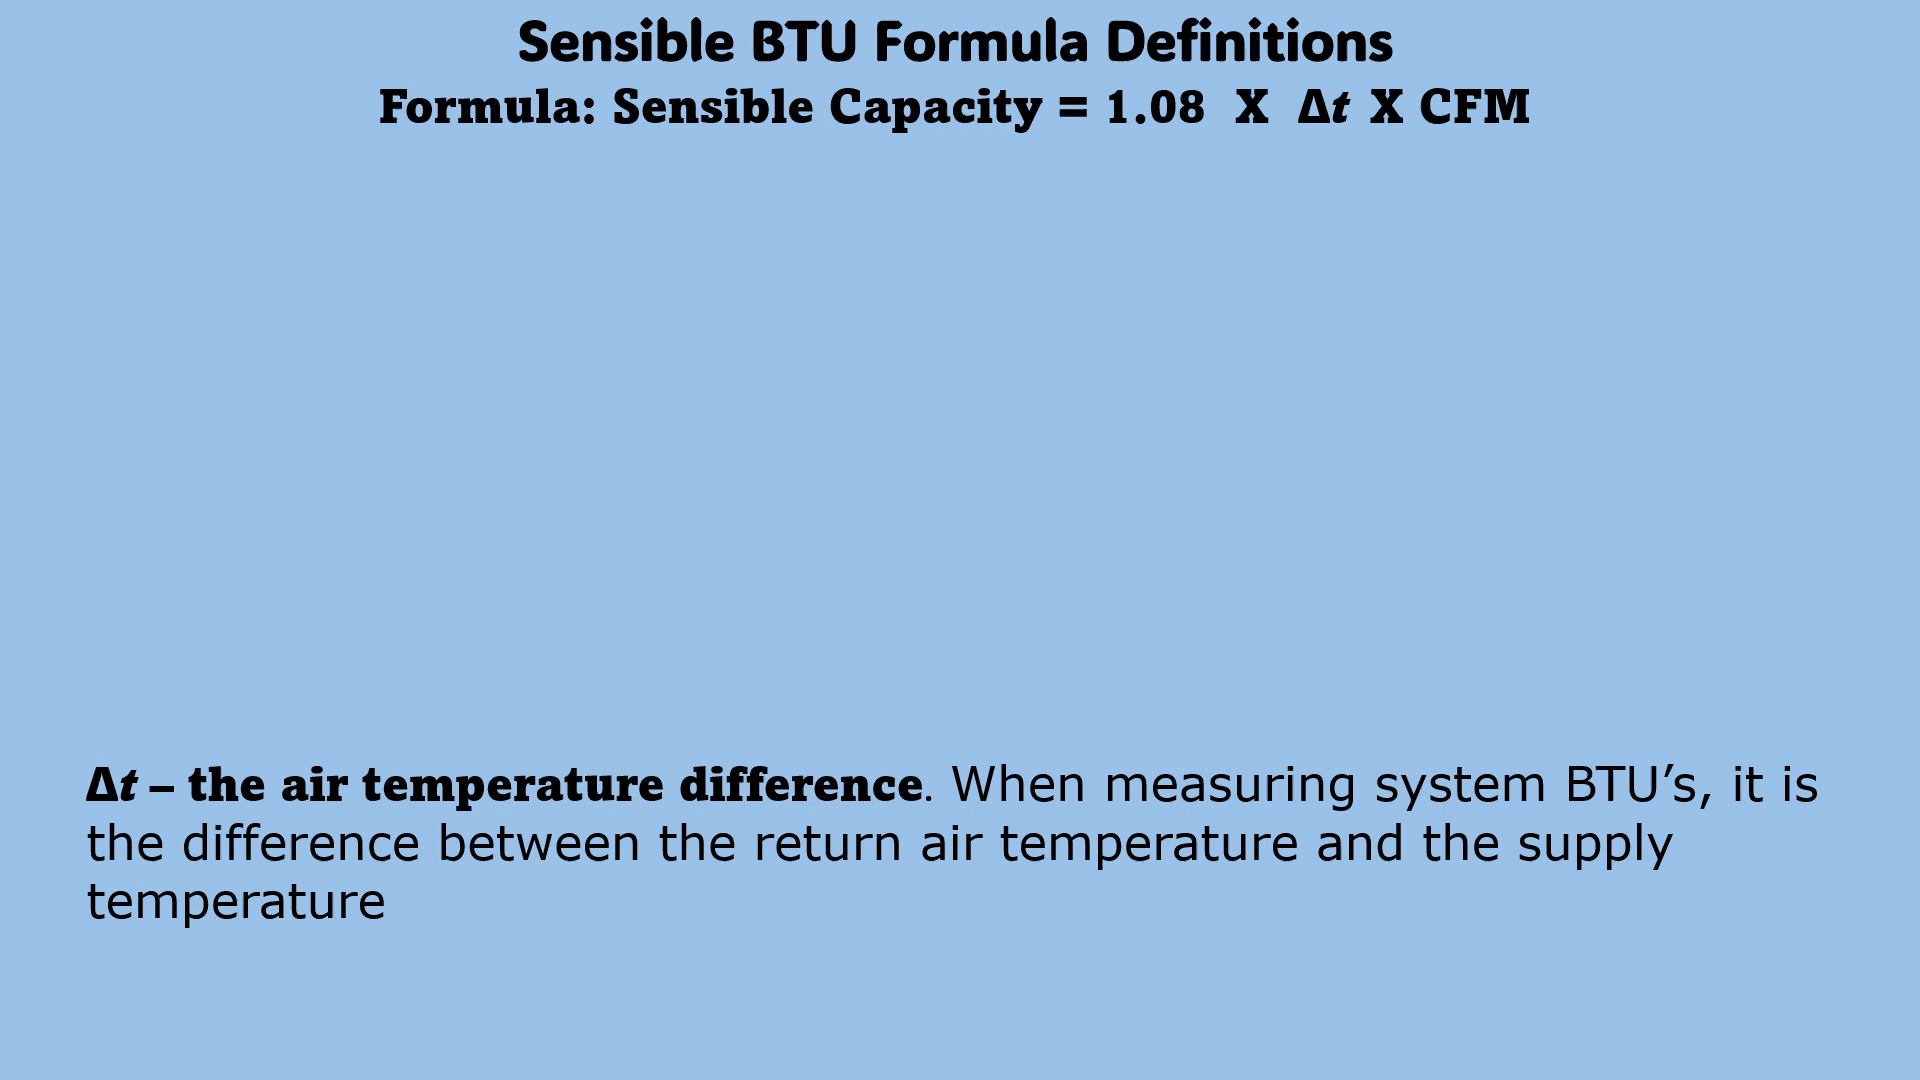 Sensible BTU Formula Definitions
Formula: Sensible Capacity = 1.08 X Δt X CFM
Δt – the air temperature difference. When measuring system BTU’s, it is
the difference between the return air temperature and the supply
temperature